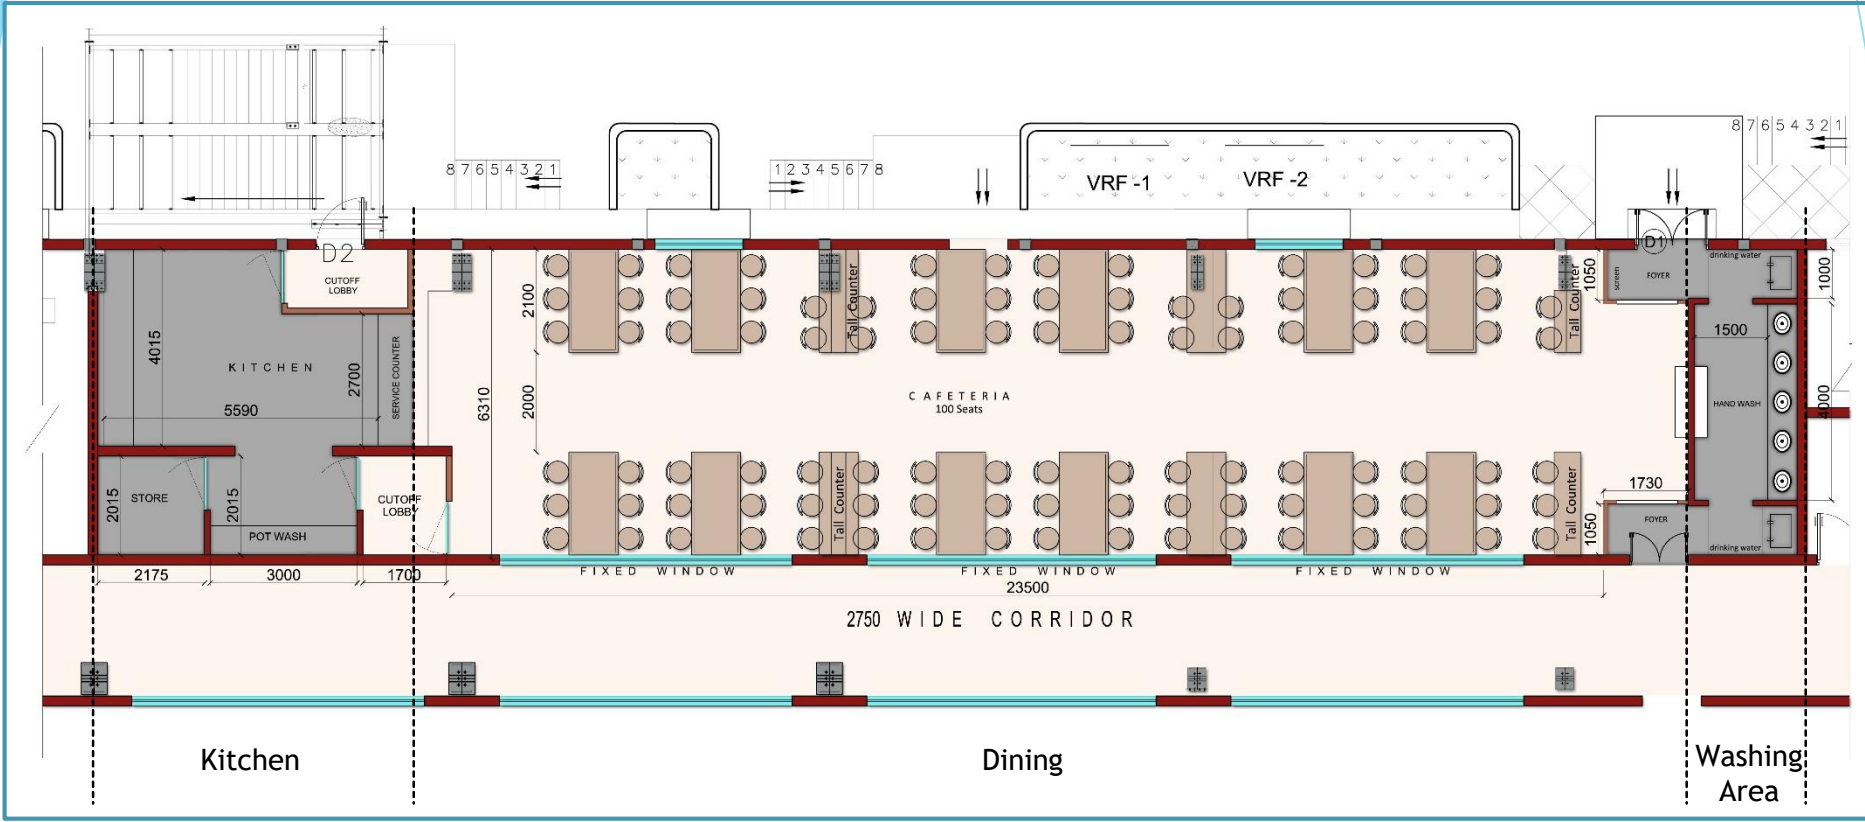 8 7 6 5 4 3 2 1
VRF -1
VRF -2
8 7 6 5 4 3 2 1
1 2 3 4 5 6 7 8
D2
D1
drinking water
CUTOFF
LOBBY
screen
FOYER
1050
1000
2100
Tall Counter
Tall Counter
4015
KITCHEN
2700
SERVICE COUNTER
1500
5590
6310
2000
CAFETERIA
100 Seats
HAND WASH
4000
STORE
2015
2015
POT WASH
CUTOFF
LOBBY
Tall Counter
Tall Counter
1730
1050
FOYER
drinking water
2175
3000
1700
FIXED WINDOW
FIXED WINDOW
FIXED WINDOW
23500
2750 WIDE CORRIDOR
Kitchen
Dining
Washing
Area